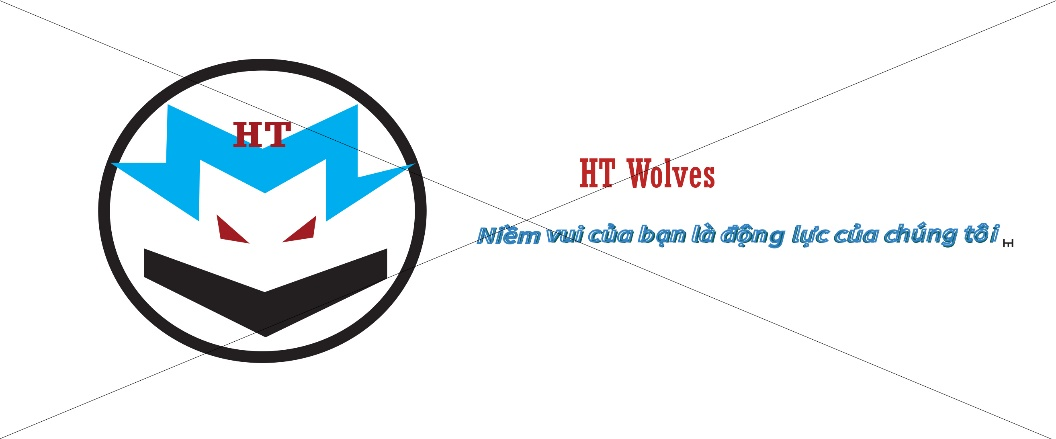 HT
HT Wolves
Niềm vui của bạn là động lực của chúng tôi